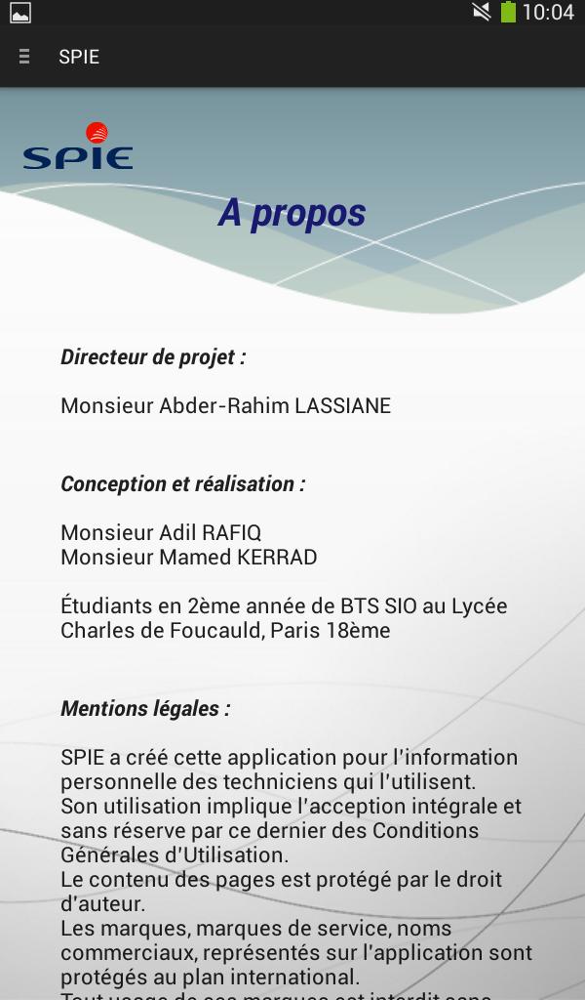 10:04
SPIE
SPIE
A propos
Directeur de projet :
Monsieur Abder-Rahim LASSIANE
Conception et réalisation :
Monsieur Adil RAFIQ
Monsieur Mamed KERRAD
Étudiants en 2ème année de BTS SIO au Lycée
Charles de Foucauld, Paris 18ème
Mentions légales :
SPIE a créé cette application pour l'information
personnelle des techniciens qui l'utilisent.
Son utilisation implique l'acception intégrale et
sans réserve par ce dernier des Conditions
Générales d'Utilisation.
Le contenu des pages est protégé par le droit
d'auteur.
Les marques, marques de service, noms
commerciaux, représentés sur l'application sont
protégés au plan international.
Tout usage de ses marques est interdit sans